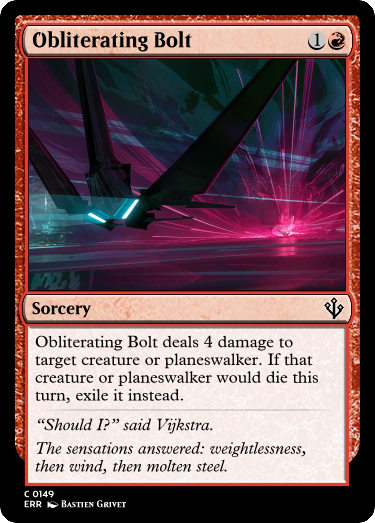 Obliterating Bolt 1
Sorcery
Obliterating Bolt deals 4 damage to
target creature or planeswalker. If that
creature or planeswalker would die this
turn, exile it instead.
“Should I?” said Vijkstra.
The sensations answered: weightlessness,
then wind, then molten steel.
C 0149
ERR Bastien Grivet